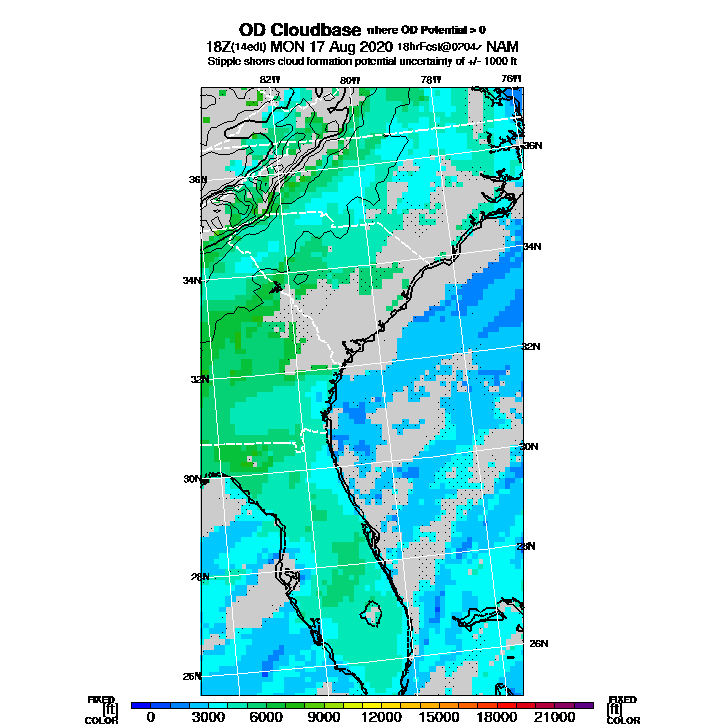 OD Cloudbase where OD Potential > 0
18Z(14edt) MON 17 Aug 2020 18hrFcst@0704z NAM
Stipple shows cloud formation potential uncertainty of +/- 1000 ft
82W 80W 78W 76W
36N
36N
34N
34N
32N
32N
30N
30N
28N
28N
26N
26N
FIXED FIXED
[ft] [ft]
COLOR 0 3000 6000 9000 12000 15000 18000 21000 COLOR